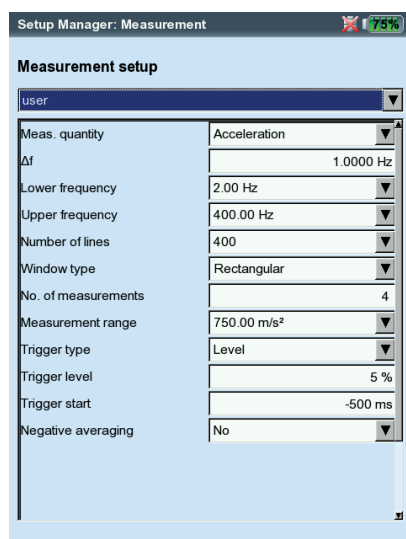 Setup Manager: Measurement 75%
Measurement setup
user
Meas. quantity Acceleration
Δf 1.0000 Hz
Lower frequency 2.00 Hz
Upper frequency 400.00 Hz
Number of lines 400
Window type Rectangular
No. of measurements 4
Measurement range 750.00 m/s²
Trigger type Level
Trigger level 5 %
Trigger start -500 ms
Negative averaging No